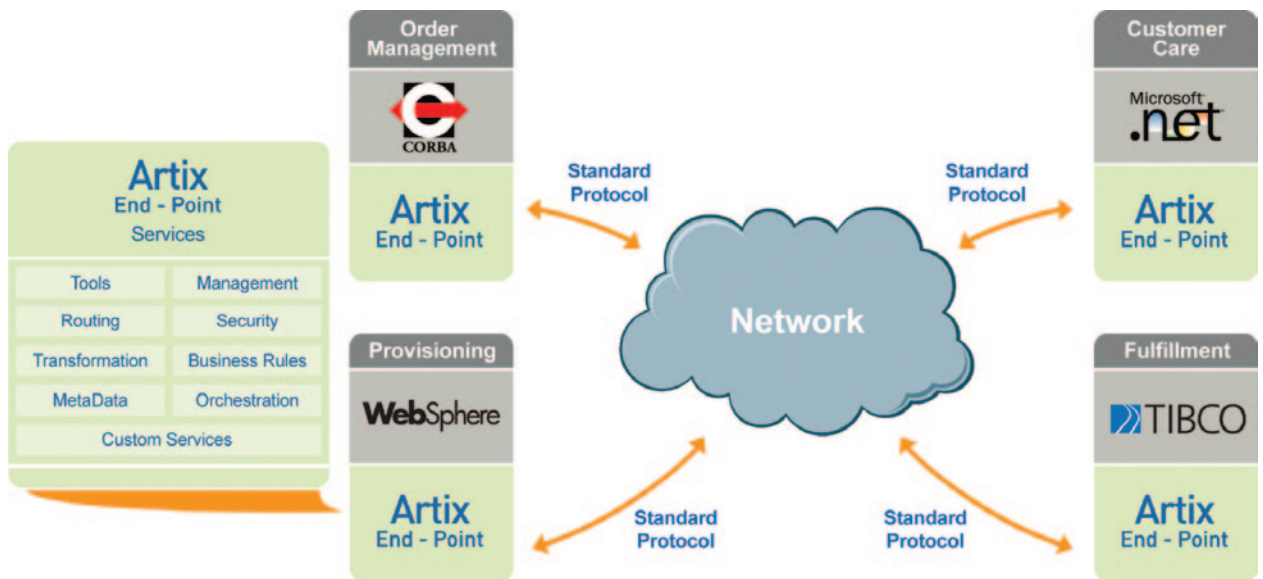 Artix
End - Point
Services
Tools
Management
Routing
Security
Transformation
Business Rules
MetaData
Orchestration
Custom Services
Order
Management
CORBA
Artix
End - Point
Standard
Protocol
Provisioning
WebSphere
Artix
End - Point
Standard
Protocol
Network
Customer
Care
Microsoft
.net
Artix
End - Point
Standard
Protocol
Fulfillment
TIBCO
Artix
End - Point
Standard
Protocol